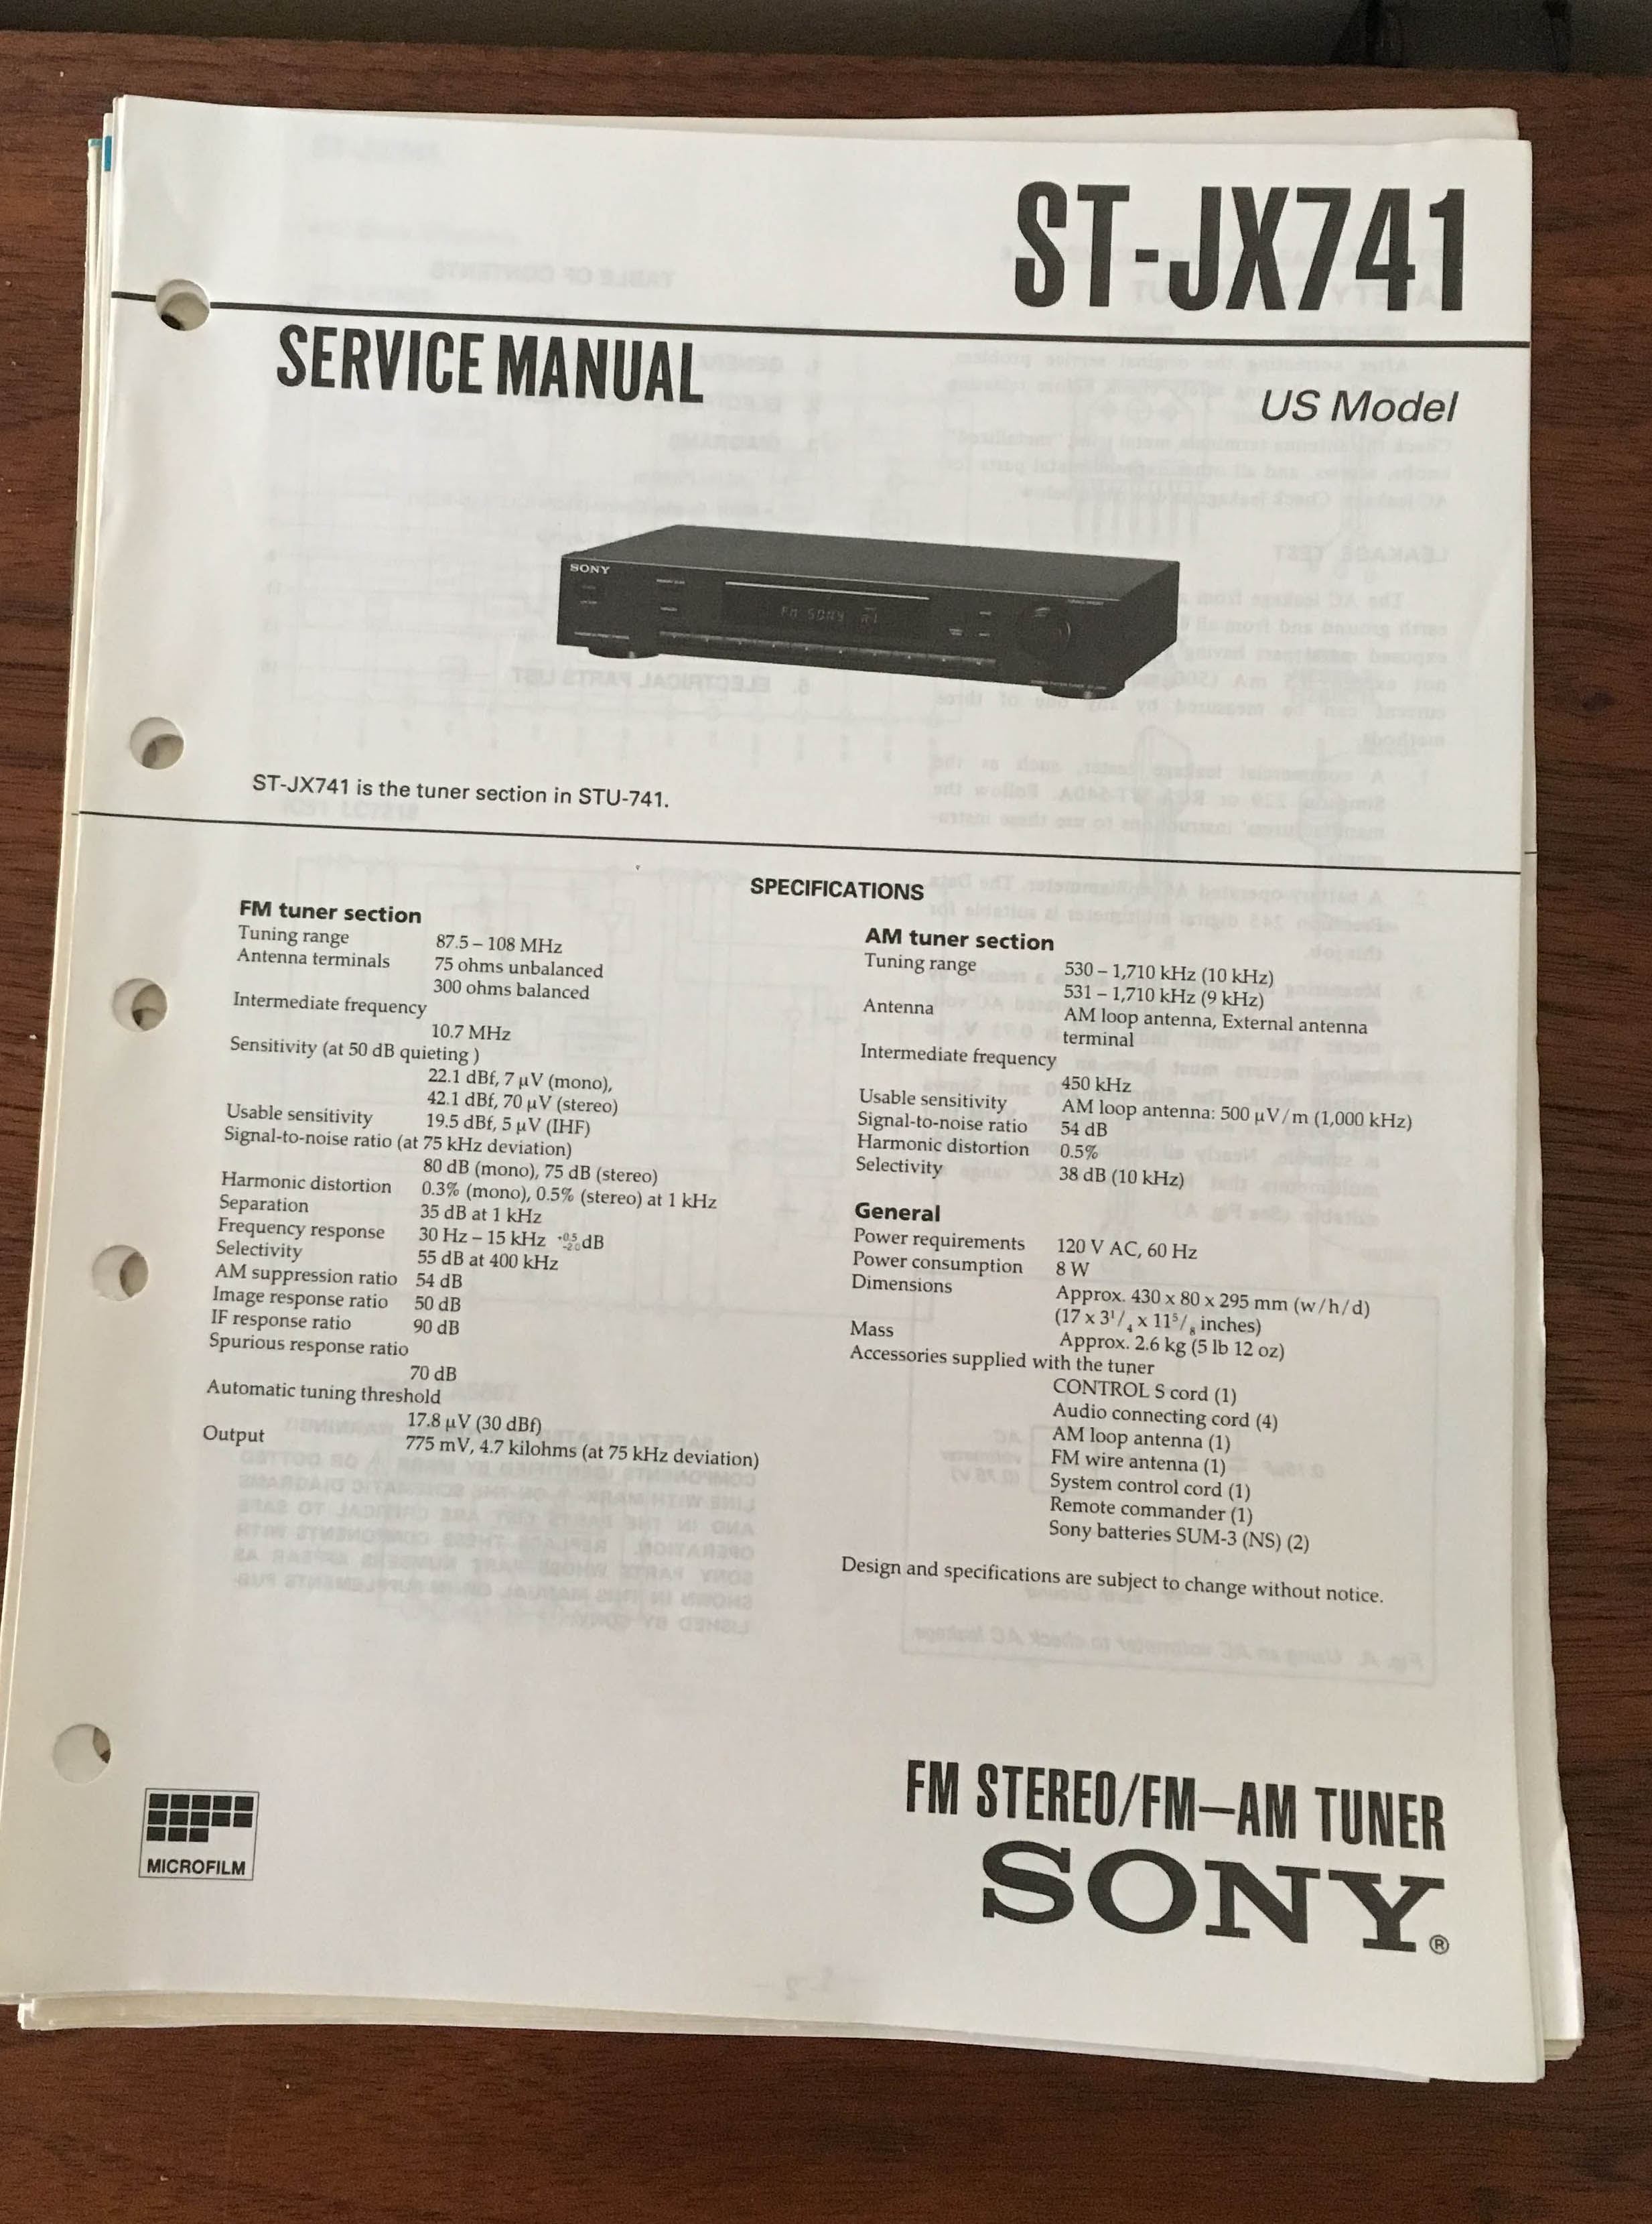 ST-JX741
SERVICE MANUAL
US Model
SONY
FM SONY
ST-JX741 is the tuner section in STU-741.
SPECIFICATIONS
FM tuner section
Tuning range 87.5 – 108 MHz
Antenna terminals 75 ohms unbalanced
300 ohms balanced
Intermediate frequency
10.7 MHz
Sensitivity (at 50 dB quieting )
22.1 dBf, 7 μV (mono),
42.1 dBf, 70 μV (stereo)
Usable sensitivity 19.5 dBf, 5 μV (IHF)
Signal-to-noise ratio (at 75 kHz deviation)
80 dB (mono), 75 dB (stereo)
Harmonic distortion 0.3% (mono), 0.5% (stereo) at 1 kHz
Separation 35 dB at 1 kHz
Frequency response 30 Hz – 15 kHz +0.5 -2.0 dB
Selectivity 55 dB at 400 kHz
AM suppression ratio 54 dB
Image response ratio 50 dB
IF response ratio 90 dB
Spurious response ratio
70 dB
Automatic tuning threshold
17.8 μV (30 dBf)
Output 775 mV, 4.7 kilohms (at 75 kHz deviation)
AM tuner section
Tuning range 530 – 1,710 kHz (10 kHz)
531 – 1,710 kHz (9 kHz)
Antenna AM loop antenna, External antenna
terminal
Intermediate frequency
450 kHz
Usable sensitivity AM loop antenna: 500 μV/m (1,000 kHz)
Signal-to-noise ratio 54 dB
Harmonic distortion 0.5%
Selectivity 38 dB (10 kHz)
General
Power requirements 120 V AC, 60 Hz
Power consumption 8 W
Dimensions Approx. 430 x 80 x 295 mm (w/h/d)
(17 x 3 1/4 x 11 5/8 inches)
Mass Approx. 2.6 kg (5 lb 12 oz)
Accessories supplied with the tuner
CONTROL S cord (1)
Audio connecting cord (4)
AM loop antenna (1)
FM wire antenna (1)
System control cord (1)
Remote commander (1)
Sony batteries SUM-3 (NS) (2)
Design and specifications are subject to change without notice.
MICROFILM
FM STEREO/FM–AM TUNER
SONY®